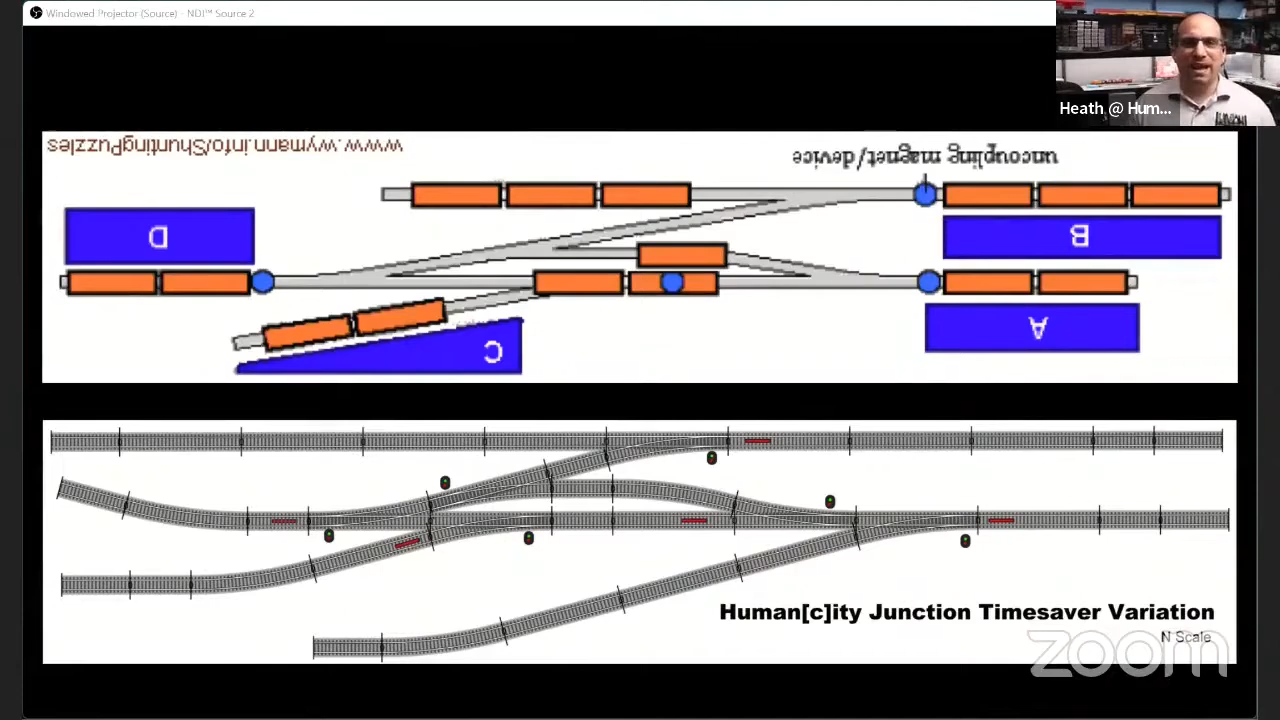 Windowed Projector (Source) - NDI™ Source 2
Heath @ Hum...
www.wymann.info/ShuntingPuzzles
uncoupling magnet/device
D
B
A
C
Human[c]ity Junction Timesaver Variation
N Scale
zoom